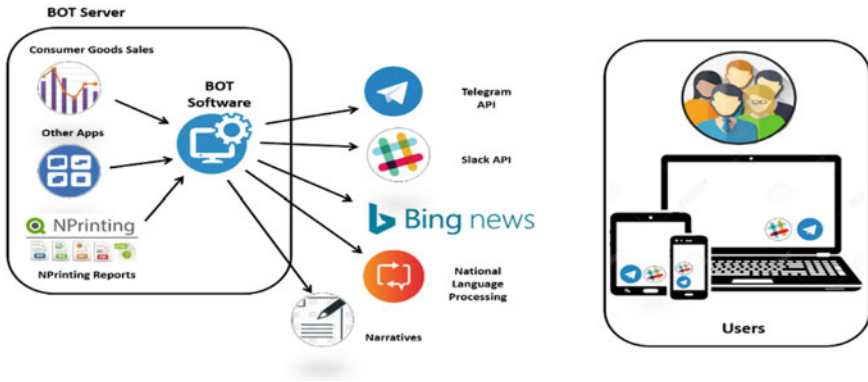 BOT Server
Consumer Goods Sales
BOT
Software
Other Apps
NPrinting
NPrinting Reports
Telegram
API
Slack API
Bing news
National
Language
Processing
Narratives
Users